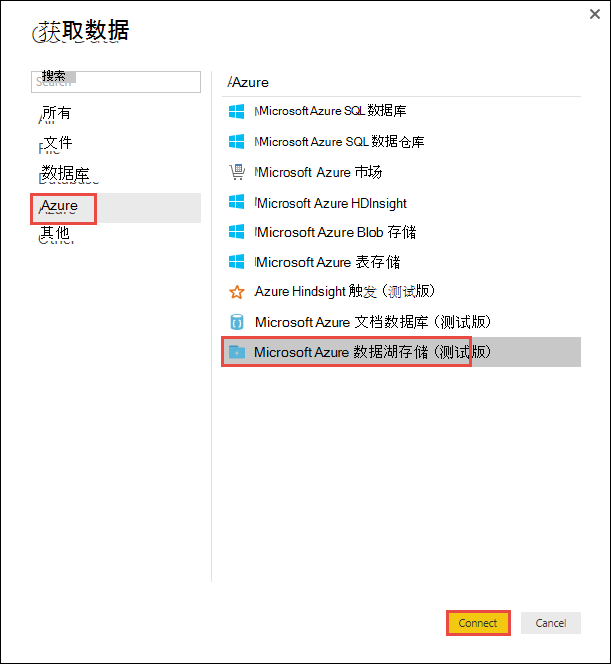 获取数据
搜索
所有
文件
数据库
Azure
其他
Azure
Microsoft Azure SQL 数据库
Microsoft Azure SQL 数据仓库
Microsoft Azure 市场
Microsoft Azure HDInsight
Microsoft Azure Blob 存储
Microsoft Azure 表存储
Azure Hindsight 触发 (测试版)
Microsoft Azure 文档数据库 (测试版)
Microsoft Azure 数据湖存储 (测试版)
Connect
Cancel